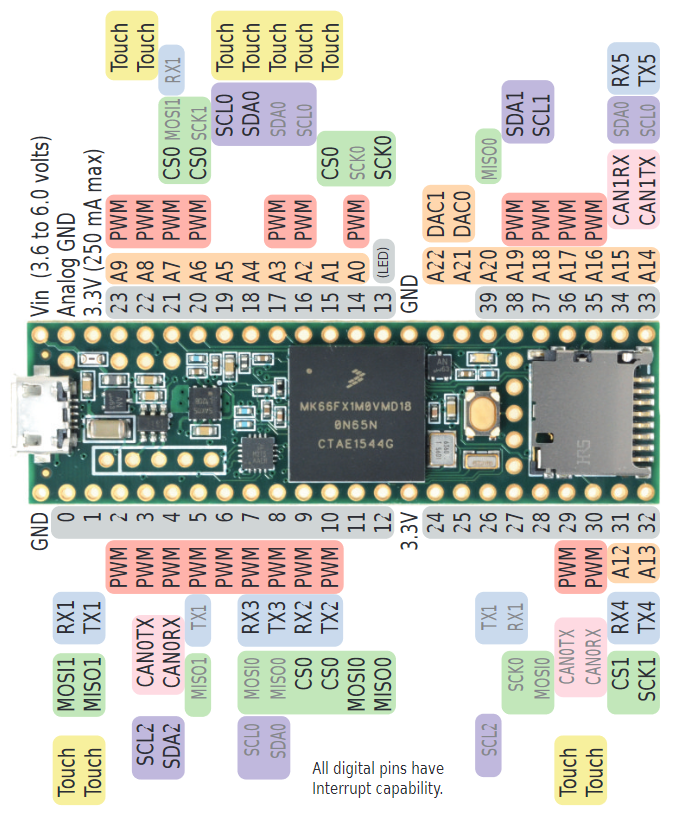 Vin (3.6 to 6.0 volts)
Analog GND
3.3V (250 mA max)
23 A9 PWM Touch
22 A8 PWM Touch
21 A7 PWM CS0 MOSI1 RX1
20 A6 PWM CS0 SCK1
19 A5 SCL0 Touch
18 A4 SDA0 Touch
17 A3 PWM SDA0 Touch
16 A2 PWM SCL0 Touch
15 A1 CS0 Touch
14 A0 PWM SCK0
13 (LED) SCK0
GND
A22 DAC1
A21 DAC0
39 A20 MISO0
38 A19 PWM SDA1
37 A18 PWM SCL1
36 A17 PWM
35 A16 PWM
34 A15 CAN1RX SDA0 RX5
33 A14 CAN1TX SCL0 TX5
MK66FX1M0VMD18
0N65N
CTAE1544G
GND
Touch MOSI1 RX1 0
Touch MISO1 TX1 1
PWM 2
SCL2 CAN0TX PWM 3
SDA2 CAN0RX PWM 4
MISO1 TX1 PWM 5
PWM 6
SCL0 MOSI0 RX3 PWM 7
SDA0 MISO0 TX3 PWM 8
CS0 RX2 PWM 9
CS0 TX2 PWM 10
MOSI0 11
MISO0 12
3.3V
24
25
SCL2 TX1 26
SCK0 RX1 27
MOSI0 28
Touch CAN0TX PWM 29
Touch CAN0RX PWM 30
CS1 RX4 A12 31
SCK1 TX4 A13 32
All digital pins have
Interrupt capability.